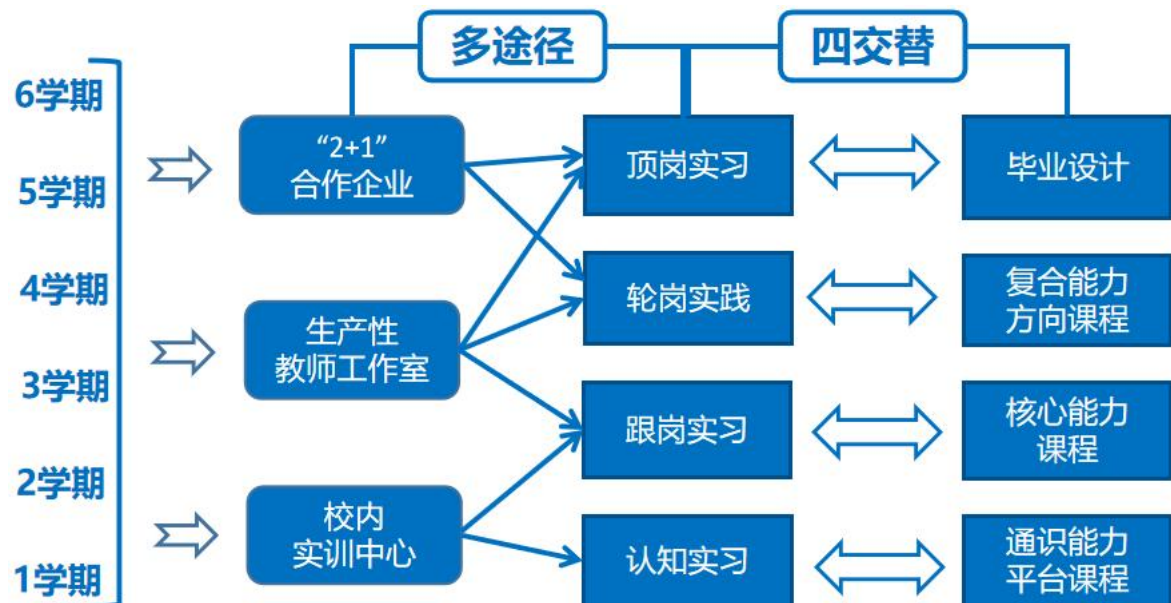 多途径
四交替
6学期
5学期
4学期
3学期
2学期
1学期
“2+1”
合作企业
生产性
教师工作室
校内
实训中心
顶岗实习
轮岗实践
跟岗实习
认知实习
毕业设计
复合能力
方向课程
核心能力
课程
通识能力
平台课程